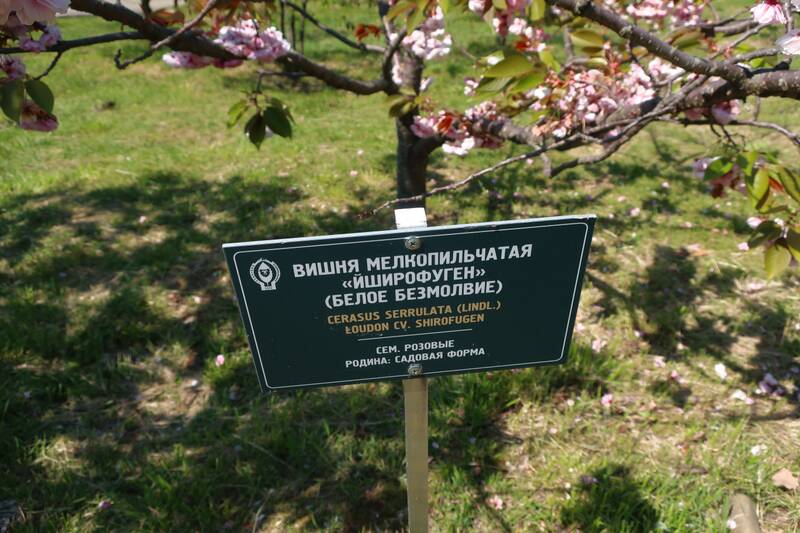 ВИШНЯ МЕЛКОПИЛЬЧАТАЯ
«ЙШИРОФУГЕН»
(БЕЛОЕ БЕЗМОЛВИЕ)
CERASUS SERRULATA (LINDL.)
ŁOUDON CV. SHIROFUGEN
СЕМ. РОЗОВЫЕ
РОДИНА: САДОВАЯ ФОРМА